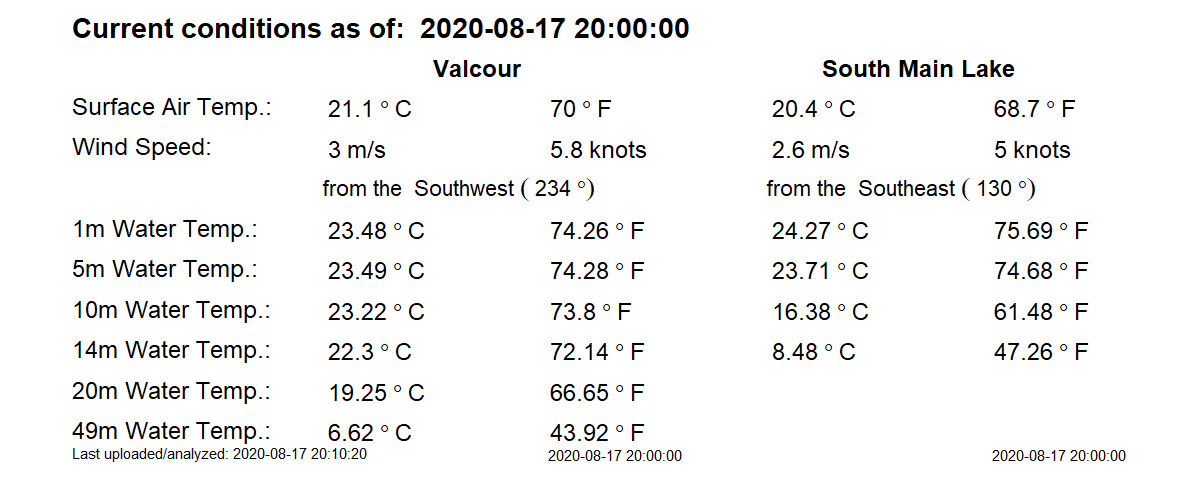 Current conditions as of: 2020-08-17 20:00:00
Valcour South Main Lake
Surface Air Temp.: 21.1 ° C 70 ° F 20.4 ° C 68.7 ° F
Wind Speed: 3 m/s 5.8 knots 2.6 m/s 5 knots
from the Southwest ( 234 °) from the Southeast ( 130 °)
1m Water Temp.: 23.48 ° C 74.26 ° F 24.27 ° C 75.69 ° F
5m Water Temp.: 23.49 ° C 74.28 ° F 23.71 ° C 74.68 ° F
10m Water Temp.: 23.22 ° C 73.8 ° F 16.38 ° C 61.48 ° F
14m Water Temp.: 22.3 ° C 72.14 ° F 8.48 ° C 47.26 ° F
20m Water Temp.: 19.25 ° C 66.65 ° F
49m Water Temp.: 6.62 ° C 43.92 ° F
Last uploaded/analyzed: 2020-08-17 20:10:20 2020-08-17 20:00:00 2020-08-17 20:00:00